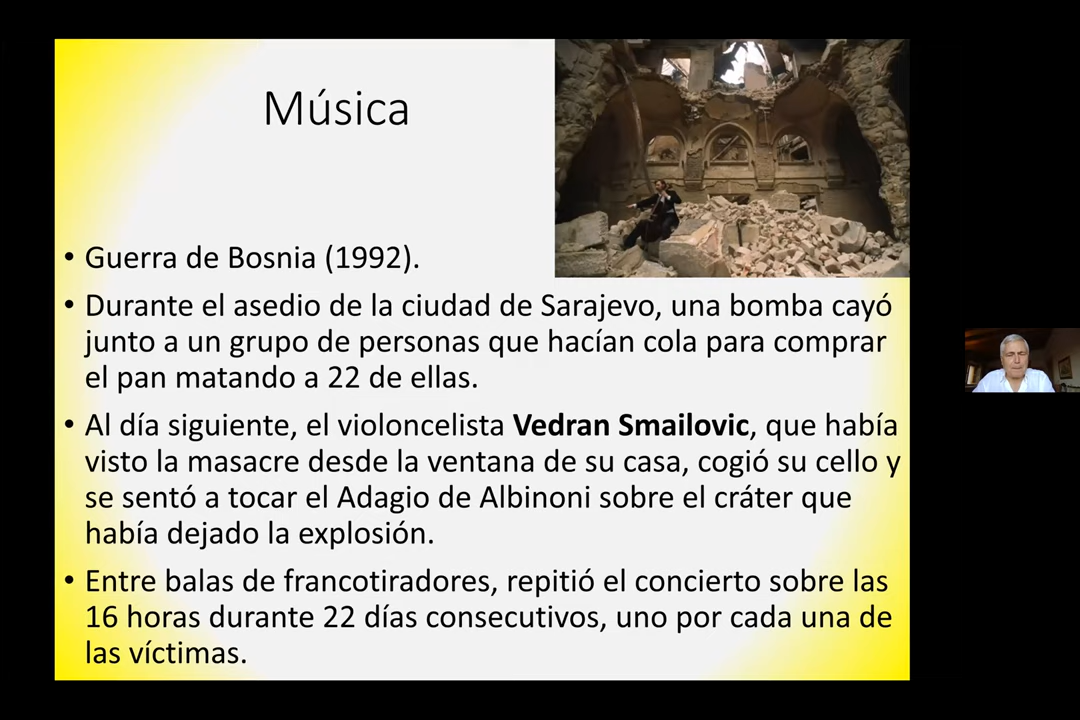 Música
• Guerra de Bosnia (1992).
• Durante el asedio de la ciudad de Sarajevo, una bomba cayó
junto a un grupo de personas que hacían cola para comprar
el pan matando a 22 de ellas.
• Al día siguiente, el violoncelista Vedran Smailovic, que había
visto la masacre desde la ventana de su casa, cogió su cello y
se sentó a tocar el Adagio de Albinoni sobre el cráter que
había dejado la explosión.
• Entre balas de francotiradores, repitió el concierto sobre las
16 horas durante 22 días consecutivos, uno por cada una de
las víctimas.